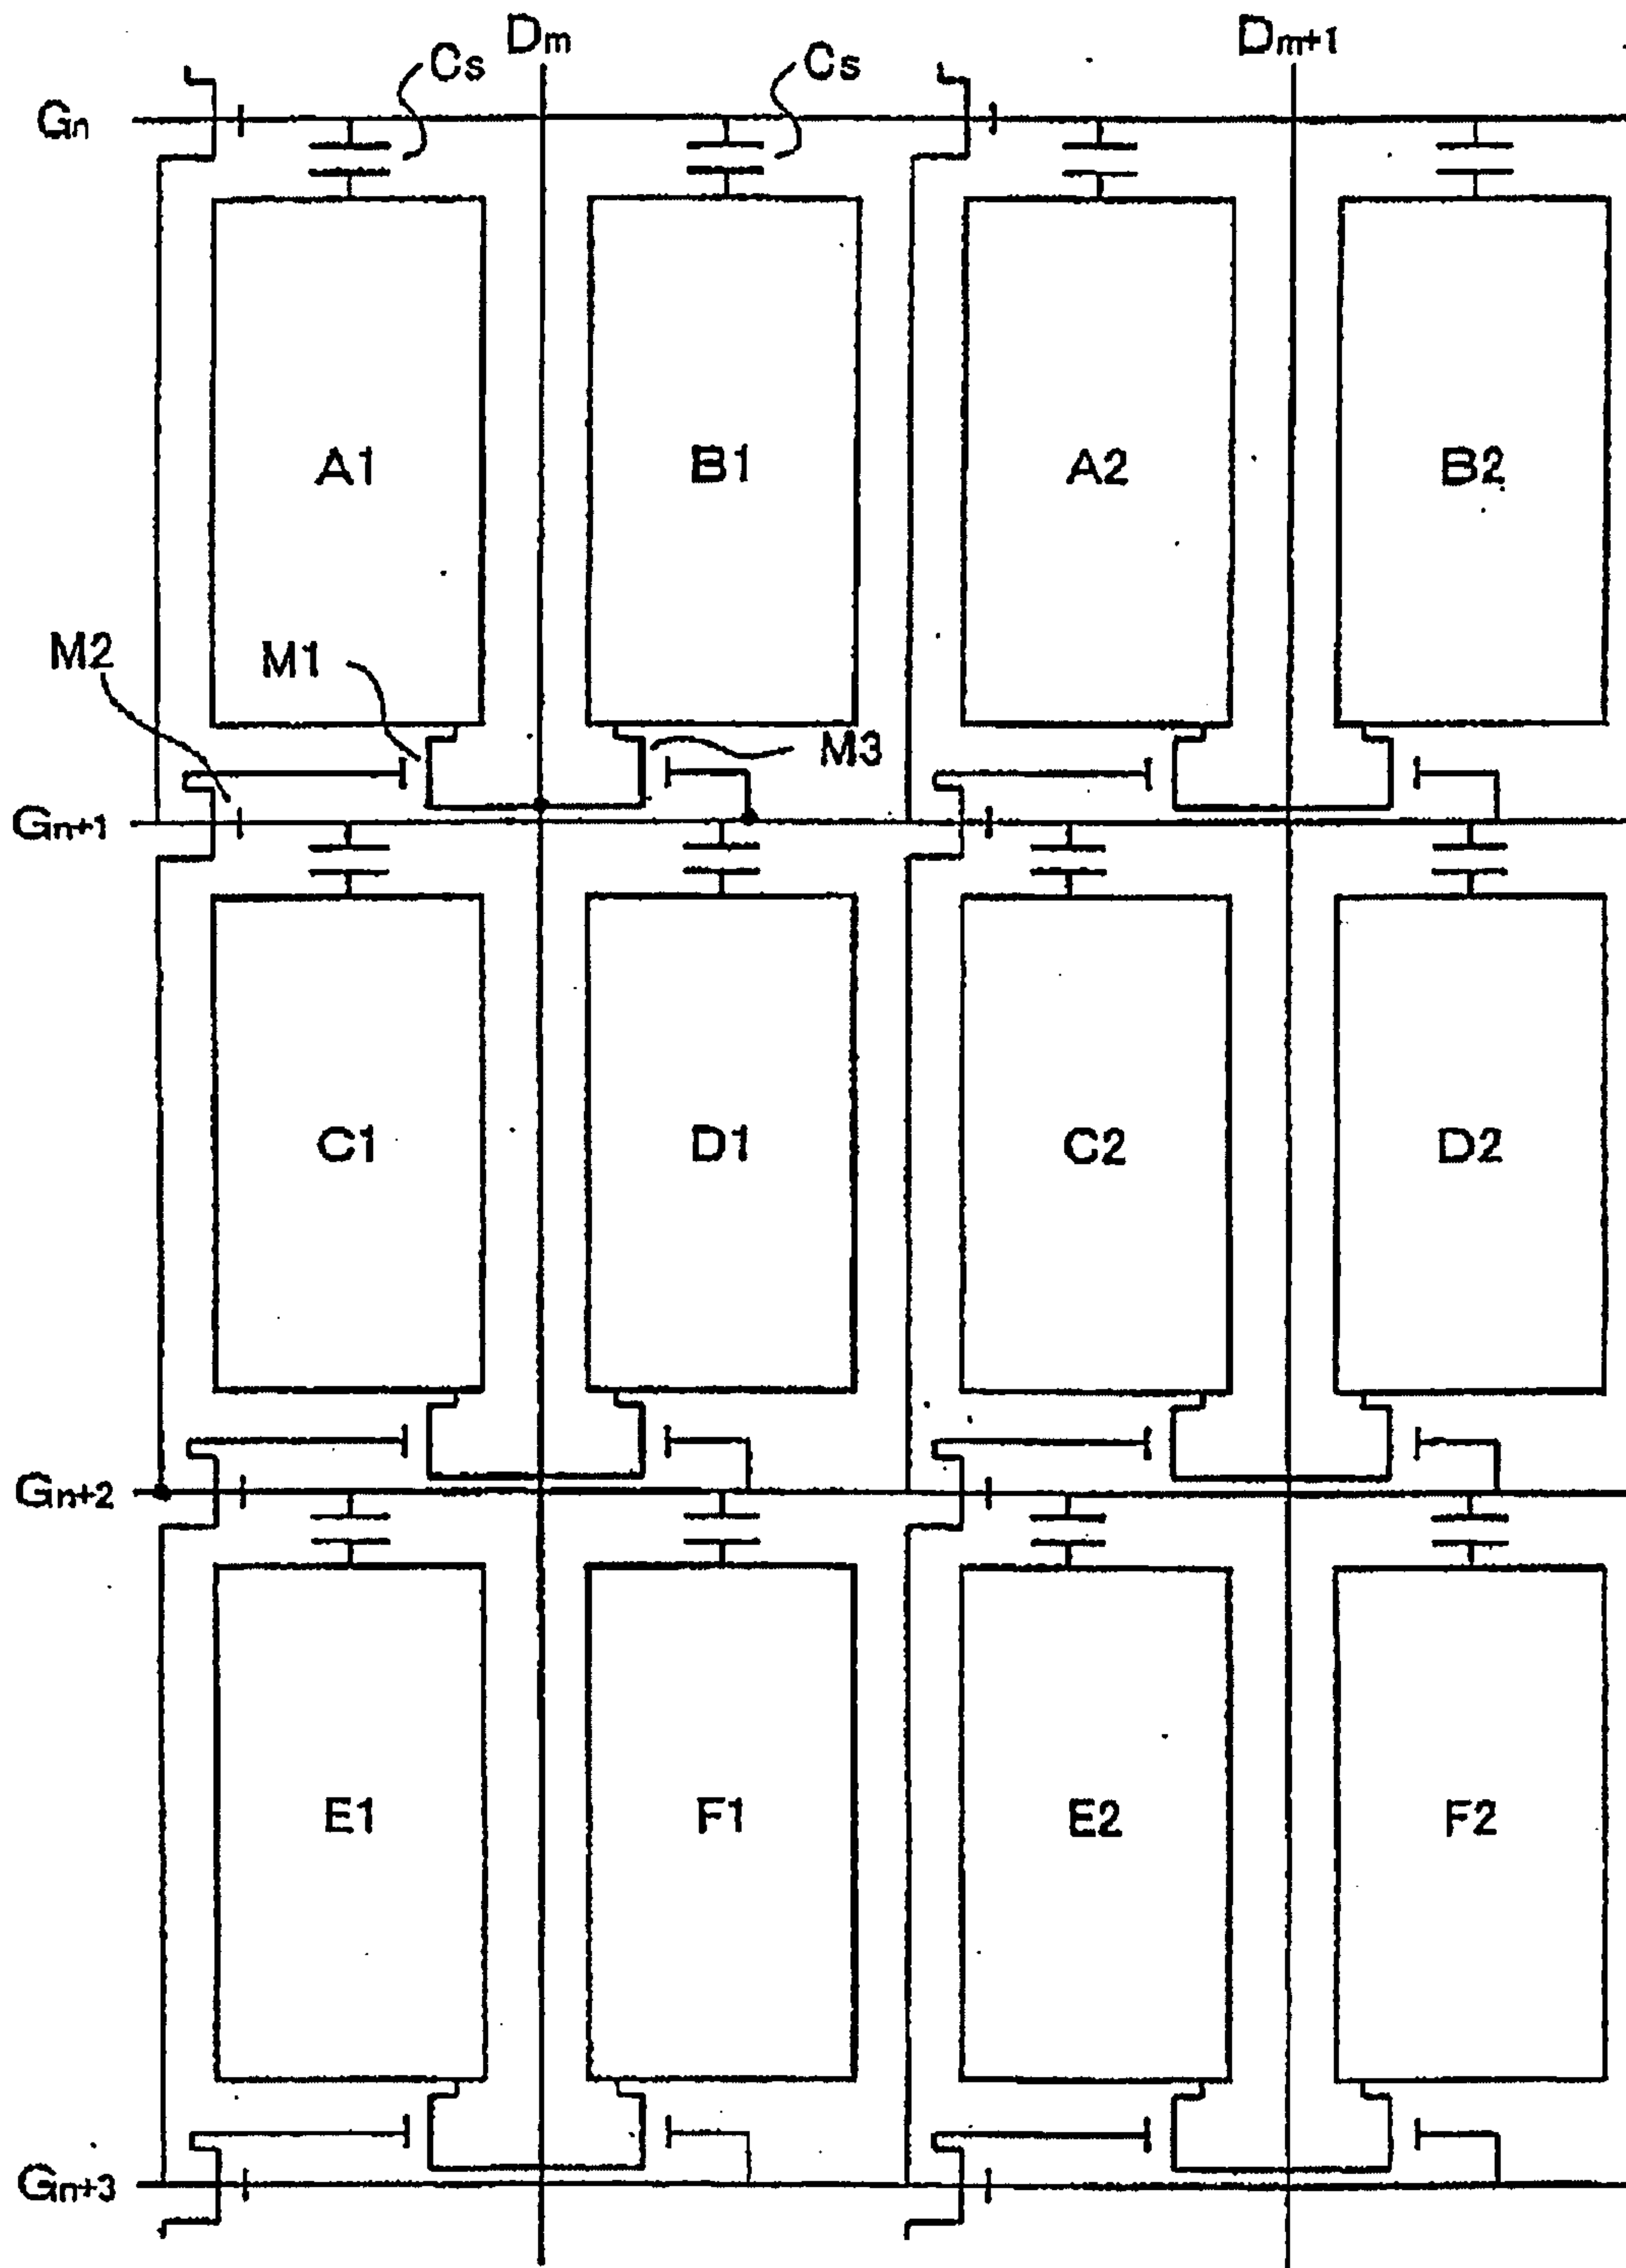 Dm Dm+1
Cs Cs
Gn
A1 B1 A2 B2
M2 M1 M3
Gn+1
C1 D1 C2 D2
Gn+2
E1 F1 E2 F2
Gn+3